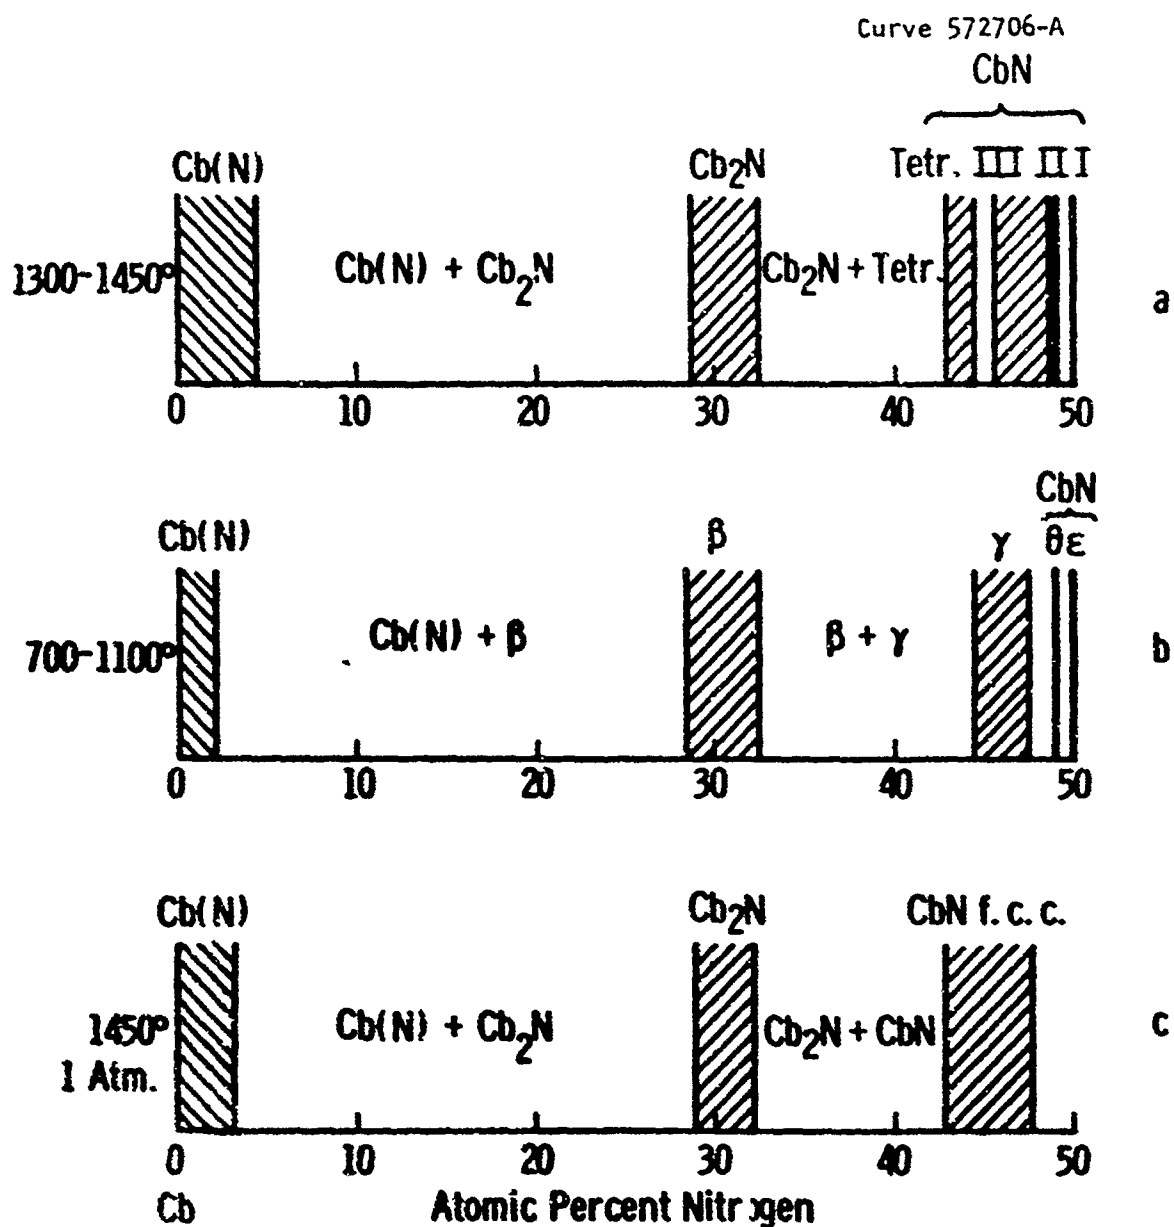 Curve 572706-A
CbN
Cb(N) Cb₂N Tetr. III II I
1300-1450° Cb(N) + Cb₂N Cb₂N + Tetr. a
0 10 20 30 40 50
CbN
Cb(N) β γ θ ε
700-1100° Cb(N) + β β + γ b
0 10 20 30 40 50
Cb(N) Cb₂N CbN f. c. c.
1450° Cb(N) + Cb₂N Cb₂N + CbN c
1 Atm.
0 10 20 30 40 50
Cb Atomic Percent Nitrogen